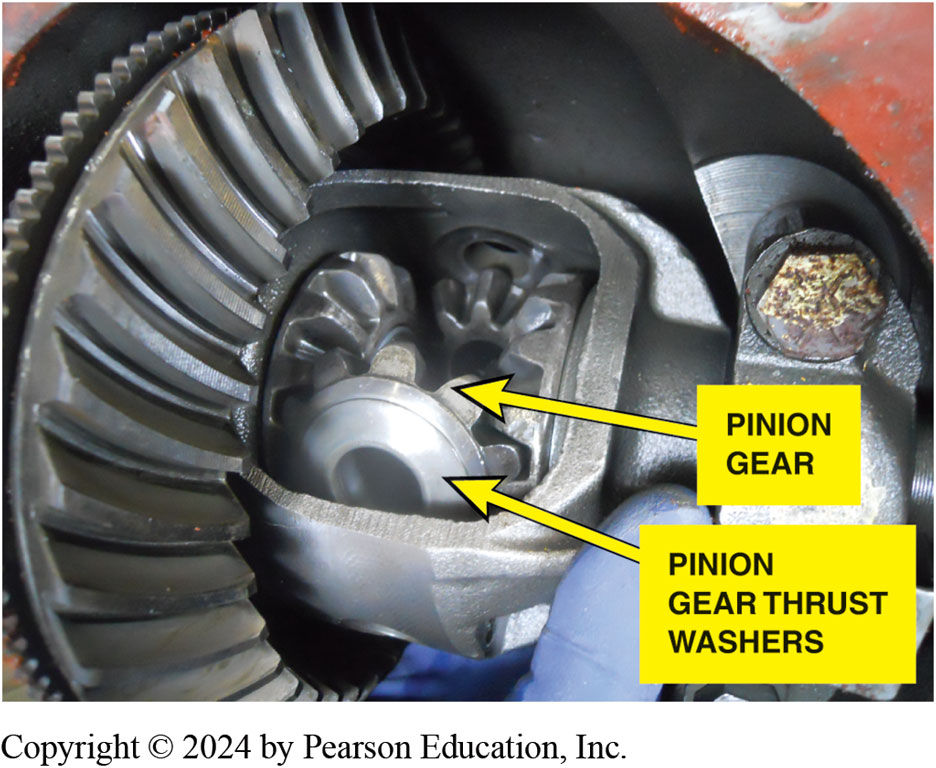 PINION
GEAR
PINION
GEAR THRUST
WASHERS
Copyright © 2024 by Pearson Education, Inc.